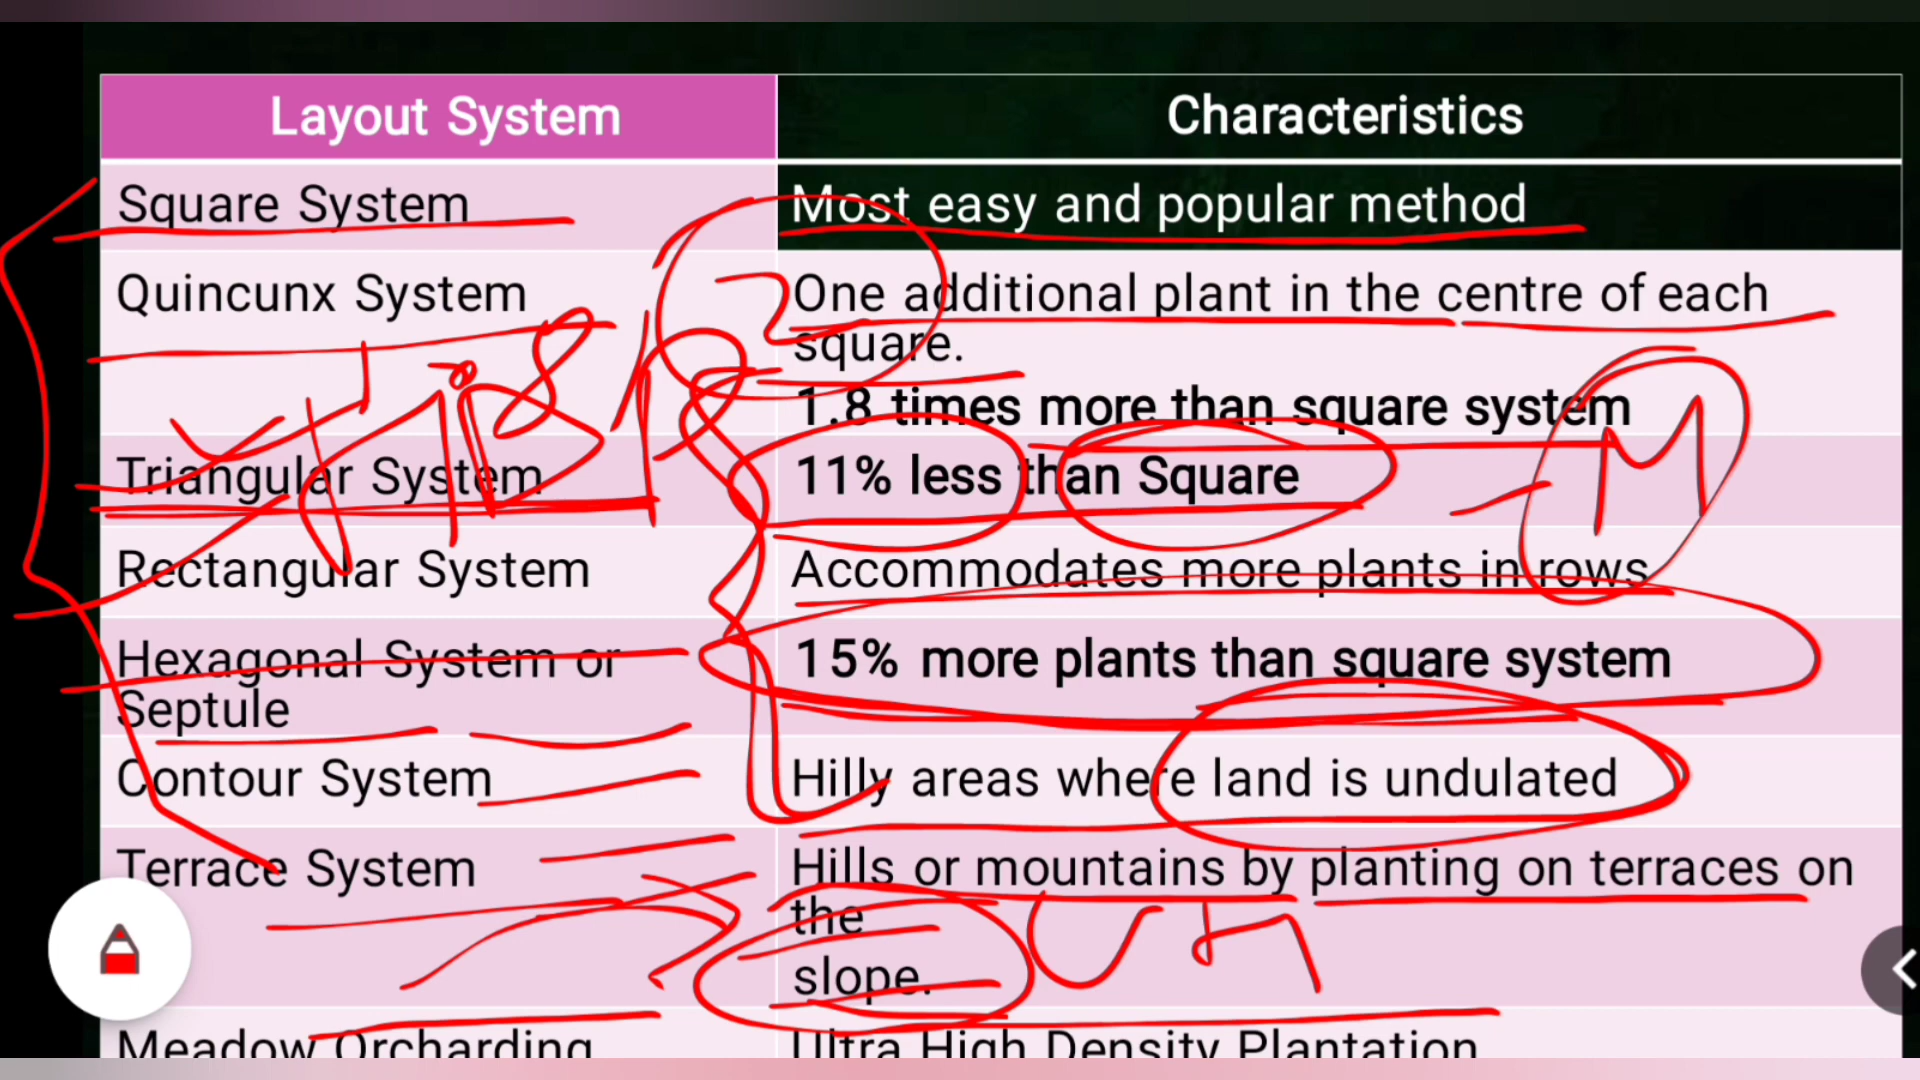 Layout System
Characteristics
Square System
Most easy and popular method
Quincunx System
One additional plant in the centre of each
square.
1.8 times more than square system
Triangular System
11% less than Square
Rectangular System
Accommodates more plants in rows
Hexagonal System or
Septule
15% more plants than square system
Contour System
Hilly areas where land is undulated
Terrace System
Hills or mountains by planting on terraces on
the
slope.
Meadow Orcharding
Ultra High Density Plantation